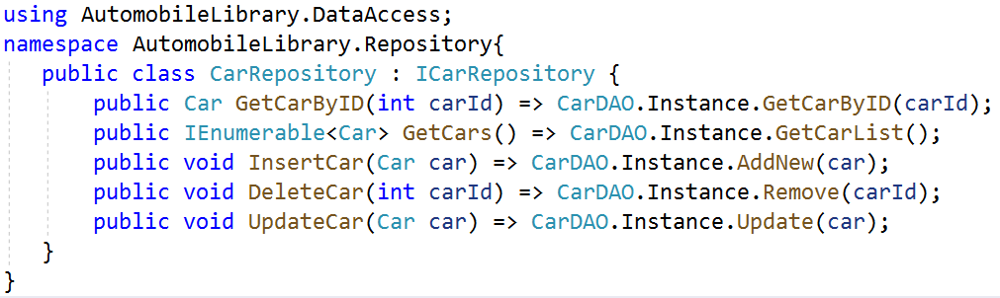 using AutomobileLibrary.DataAccess;
namespace AutomobileLibrary.Repository{
public class CarRepository : ICarRepository {
public Car GetCarByID(int carId) => CarDAO.Instance.GetCarByID(carId);
public IEnumerable<Car> GetCars() => CarDAO.Instance.GetCarList();
public void InsertCar(Car car) => CarDAO.Instance.AddNew(car);
public void DeleteCar(int carId) => CarDAO.Instance.Remove(carId);
public void UpdateCar(Car car) => CarDAO.Instance.Update(car);
}
}